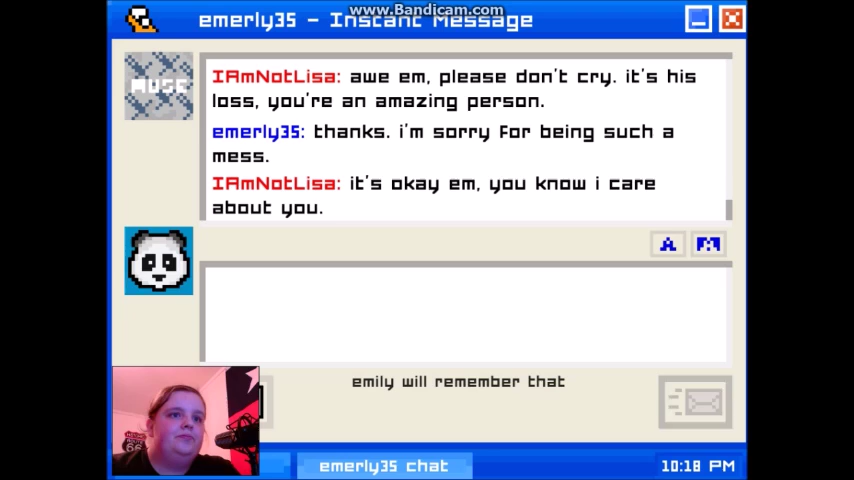 www.Bandicam.com
emerly35 - Instant Message
MUSE
IAmNotLisa: awe em, please don't cry. it's his
loss, you're an amazing person.
emerly35: thanks. i'm sorry for being such a
mess.
IAmNotLisa: it's okay em, you know i care
about you.
A
emily will remember that
ROUTE
66
emerly35 chat
10:18 PM